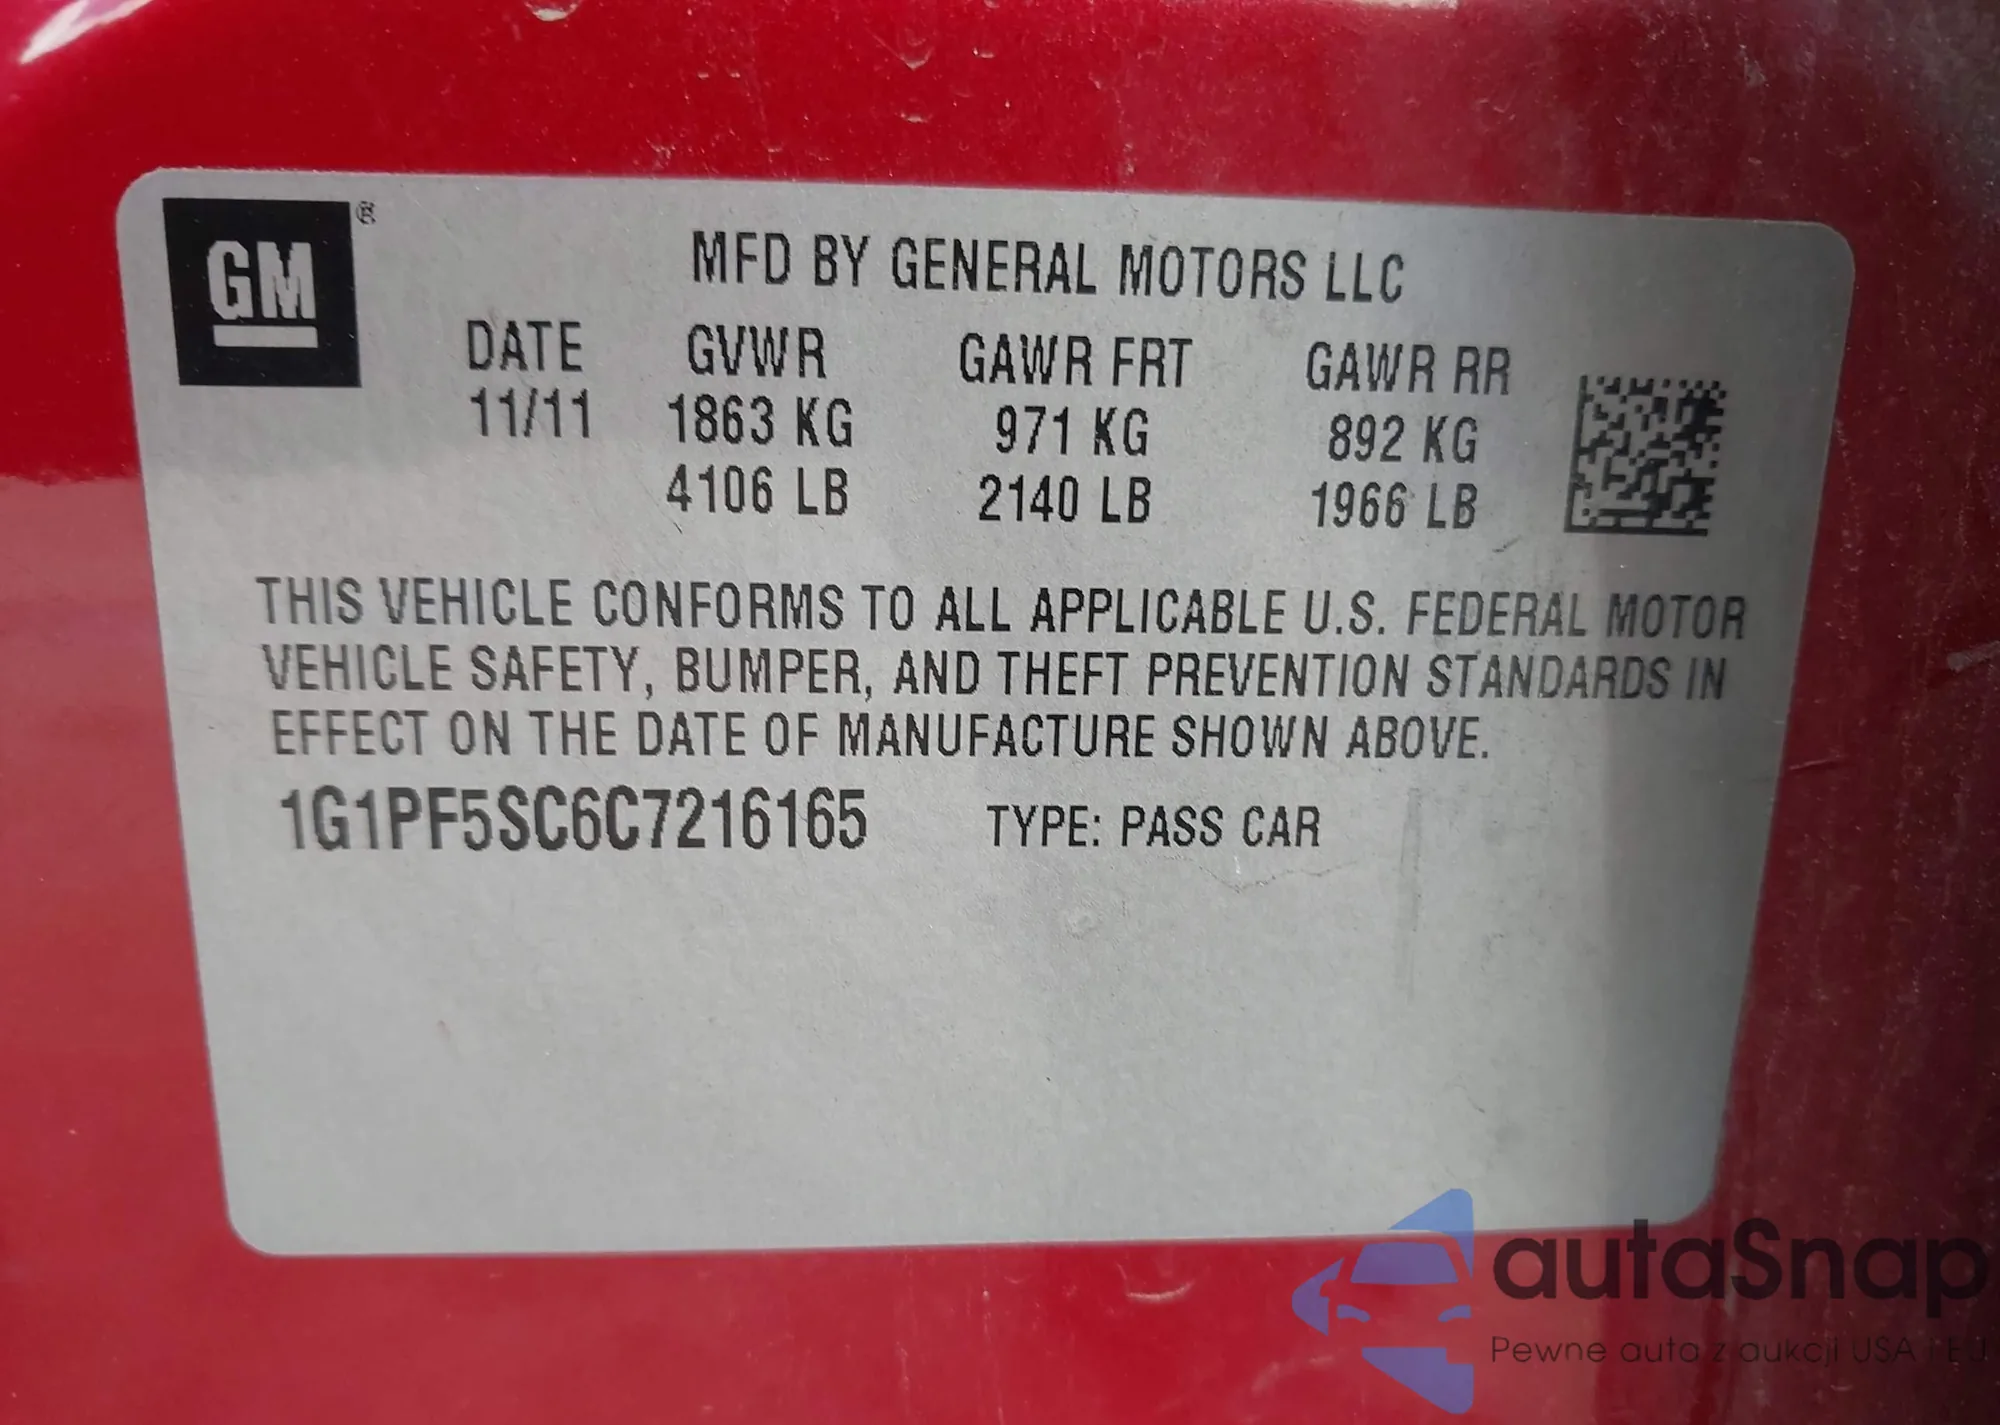 GM ®
MFD BY GENERAL MOTORS LLC
DATE GVWR GAWR FRT GAWR RR
11/11 1863 KG 971 KG 892 KG
4106 LB 2140 LB 1966 LB
THIS VEHICLE CONFORMS TO ALL APPLICABLE U.S. FEDERAL MOTOR
VEHICLE SAFETY, BUMPER, AND THEFT PREVENTION STANDARDS IN
EFFECT ON THE DATE OF MANUFACTURE SHOWN ABOVE.
1G1PF5SC6C7216165 TYPE: PASS CAR
autaSnap
Pewne auta z aukcji USA i EU